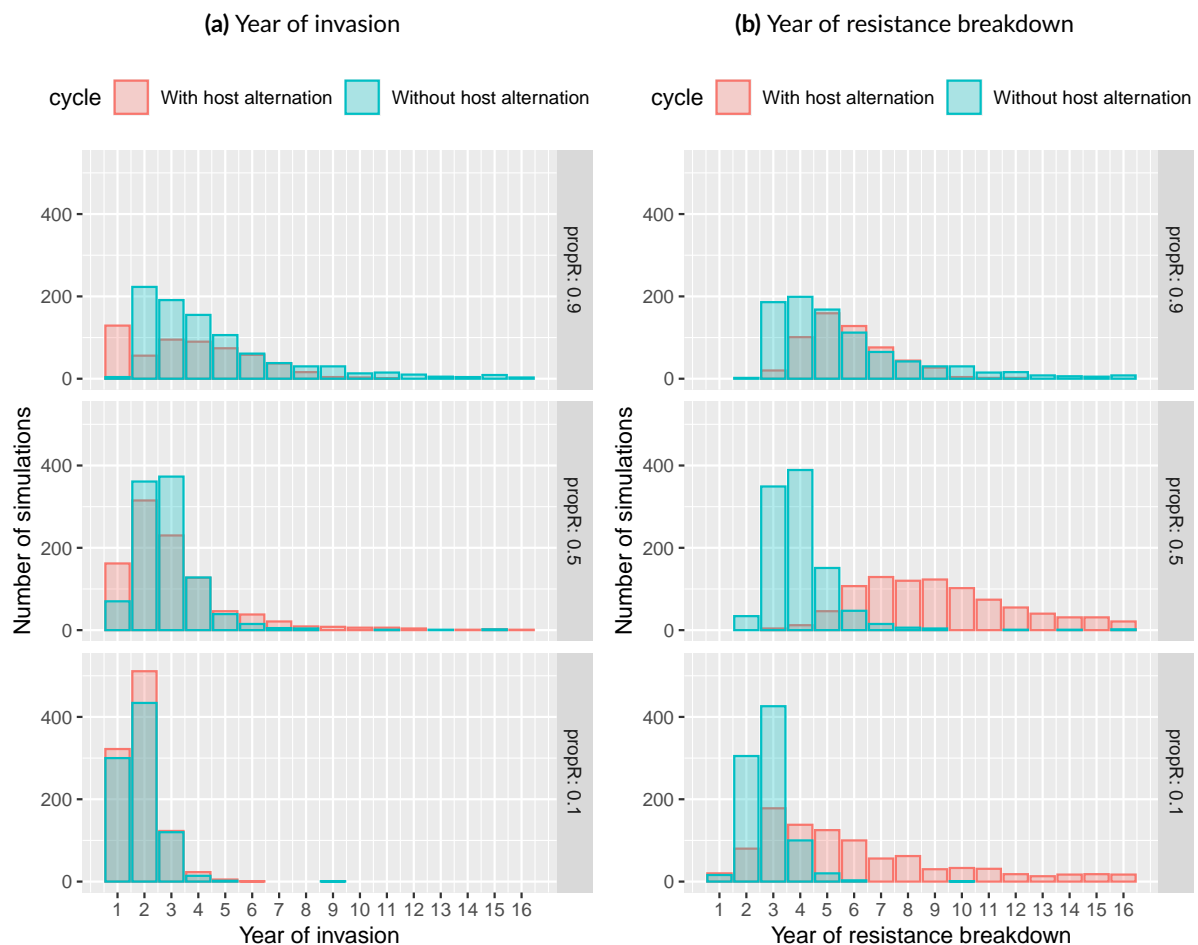 (a) Year of invasion
cycle With host alternation Without host alternation
Number of simulations
400
200
0
propR: 0.9
400
200
0
propR: 0.5
400
200
0
propR: 0.1
1 2 3 4 5 6 7 8 9 10 11 12 13 14 15 16
Year of invasion
(b) Year of resistance breakdown
cycle With host alternation Without host alternation
Number of simulations
400
200
0
propR: 0.9
400
200
0
propR: 0.5
400
200
0
propR: 0.1
1 2 3 4 5 6 7 8 9 10 11 12 13 14 15 16
Year of resistance breakdown